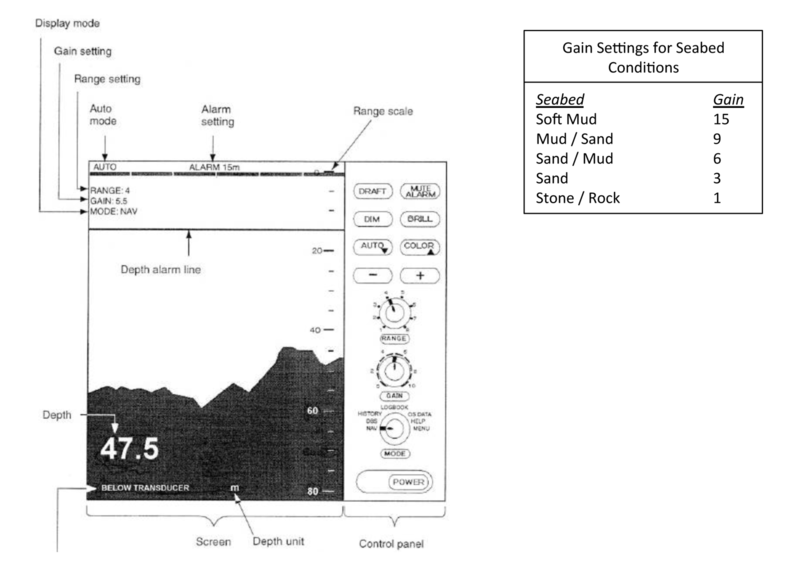 Display mode
Gain setting
Range setting
Auto mode
Alarm setting
Range scale
AUTO
ALARM 15m
0
RANGE: 4
GAIN: 5.5
MODE: NAV
Depth alarm line
20
40
60
80
Depth
47.5
BELOW TRANSDUCER
m
Screen
Depth unit
Control panel
DRAFT
MUTE ALARM
DIM
BRILL
AUTO
COLOR
−
+
RANGE
GAIN
LOGBOOK
HISTORY
OS DATA
DBS
HELP
NAV
MENU
MODE
POWER
Gain Settings for Seabed
Conditions
Seabed Gain
Soft Mud 15
Mud / Sand 9
Sand / Mud 6
Sand 3
Stone / Rock 1